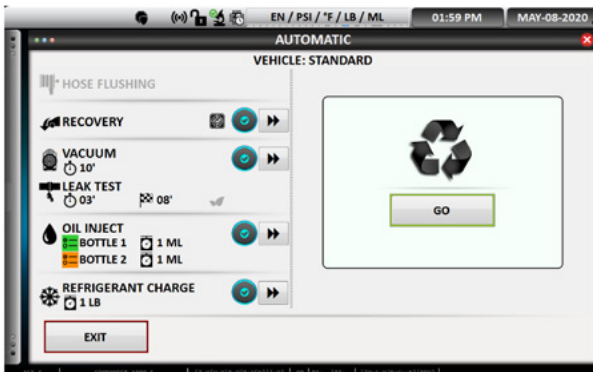 EN / PSI / °F / LB / ML 01:59 PM MAY-08-2020
AUTOMATIC
VEHICLE: STANDARD
HOSE FLUSHING
RECOVERY
VACUUM
10'
LEAK TEST
03' 08'
OIL INJECT
BOTTLE 1 1 ML
BOTTLE 2 1 ML
REFRIGERANT CHARGE
1 LB
GO
EXIT